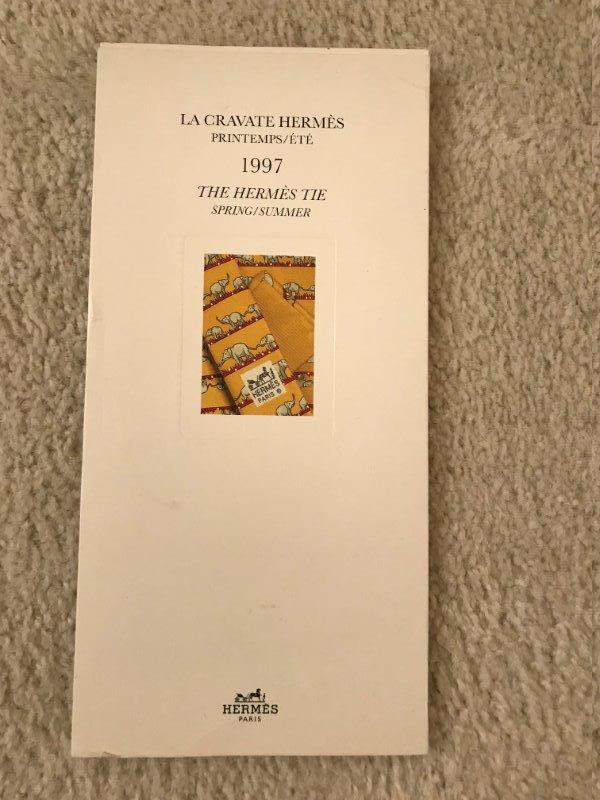 LA CRAVATE HERMÈS
PRINTEMPS/ÉTÉ
1997
THE HERMÈS TIE
SPRING/SUMMER
HERMÈS
PARIS ©
HERMÈS
PARIS